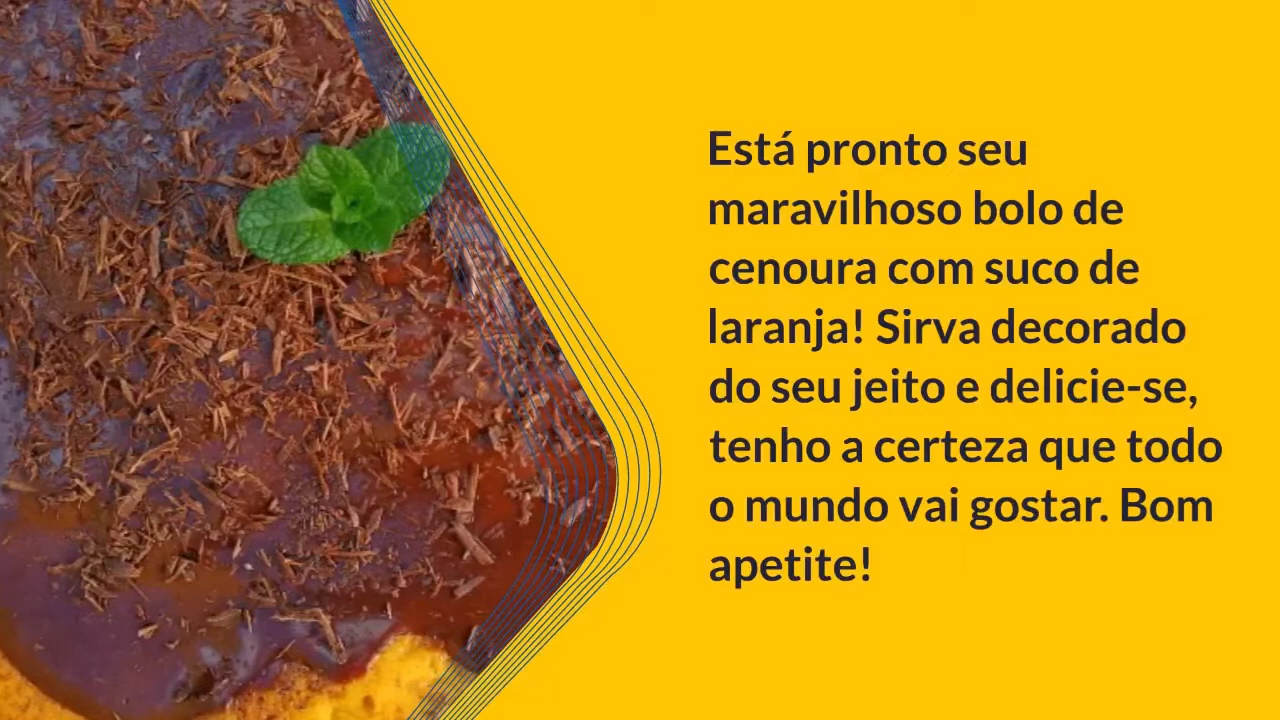 Está pronto seu
maravilhoso bolo de
cenoura com suco de
laranja! Sirva decorado
do seu jeito e delicie-se,
tenho a certeza que todo
o mundo vai gostar. Bom
apetite!